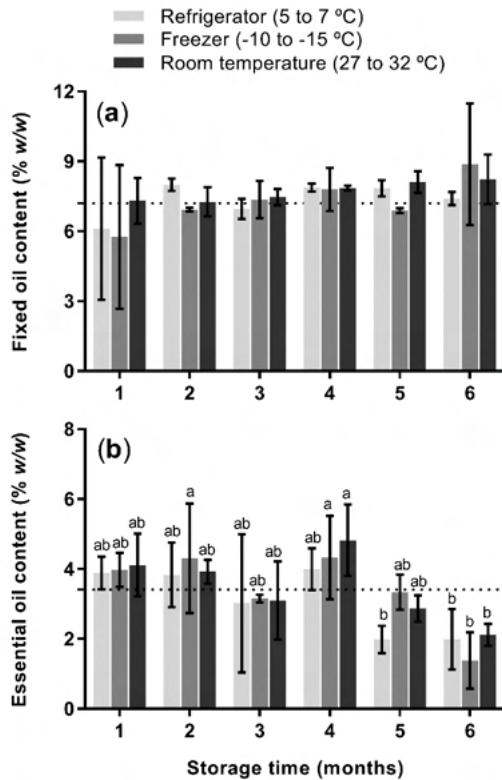 Refrigerator (5 to 7 ºC)
Freezer (-10 to -15 ºC)
Room temperature (27 to 32 ºC)
(a)
Fixed oil content (% w/w)
12
9
6
3
0
1 2 3 4 5 6
(b)
Essential oil content (% w/w)
8
6
4
2
0
ab ab ab
ab a ab
ab ab ab
ab a a
b ab ab
b b b
1 2 3 4 5 6
Storage time (months)